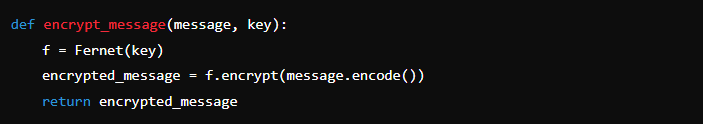 def encrypt_message(message, key):
    f = Fernet(key)
    encrypted_message = f.encrypt(message.encode())
    return encrypted_message